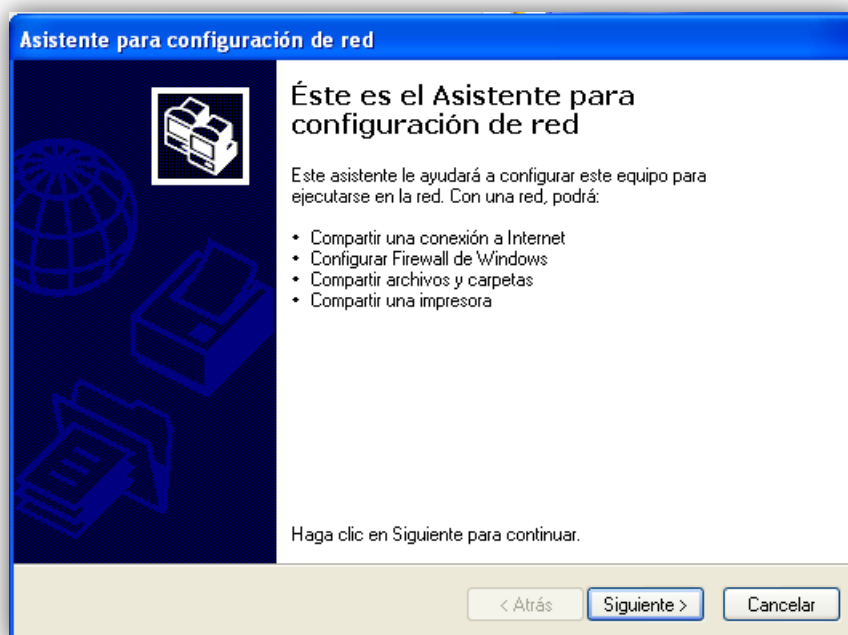 Asistente para configuración de red
Éste es el Asistente para
configuración de red
Este asistente le ayudará a configurar este equipo para
ejecutarse en la red. Con una red, podrá:
• Compartir una conexión a Internet
• Configurar Firewall de Windows
• Compartir archivos y carpetas
• Compartir una impresora
Haga clic en Siguiente para continuar.
< Atrás
Siguiente >
Cancelar